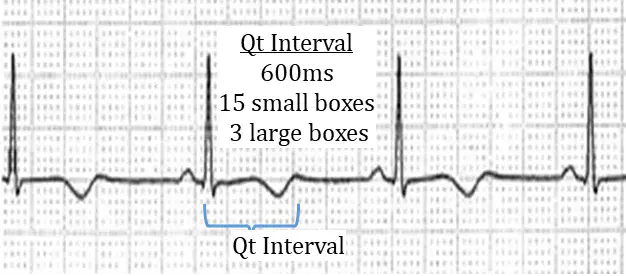 Qt Interval
600ms
15 small boxes
3 large boxes
Qt Interval